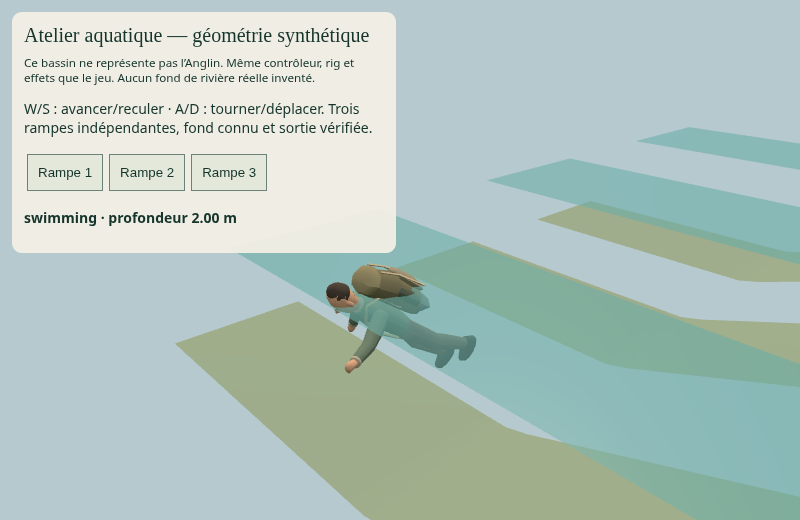 Atelier aquatique — géométrie synthétique
Ce bassin ne représente pas l’Anglin. Même contrôleur, rig et
effets que le jeu. Aucun fond de rivière réelle inventé.
W/S : avancer/reculer · A/D : tourner/déplacer. Trois
rampes indépendantes, fond connu et sortie vérifiée.
Rampe 1 Rampe 2 Rampe 3
swimming · profondeur 2.00 m